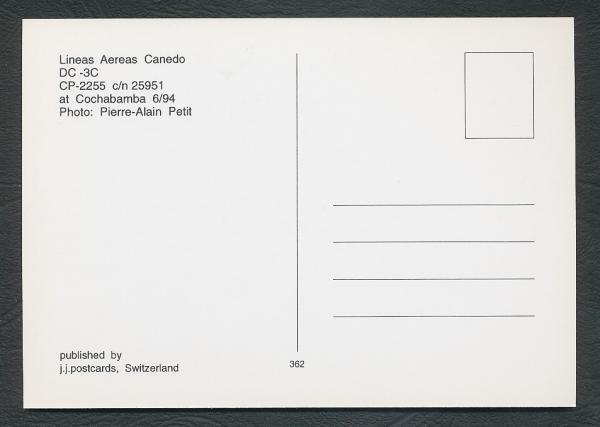 Lineas Aereas Canedo
DC -3C
CP-2255 c/n 25951
at Cochabamba 6/94
Photo: Pierre-Alain Petit
published by
j.j.postcards, Switzerland
362